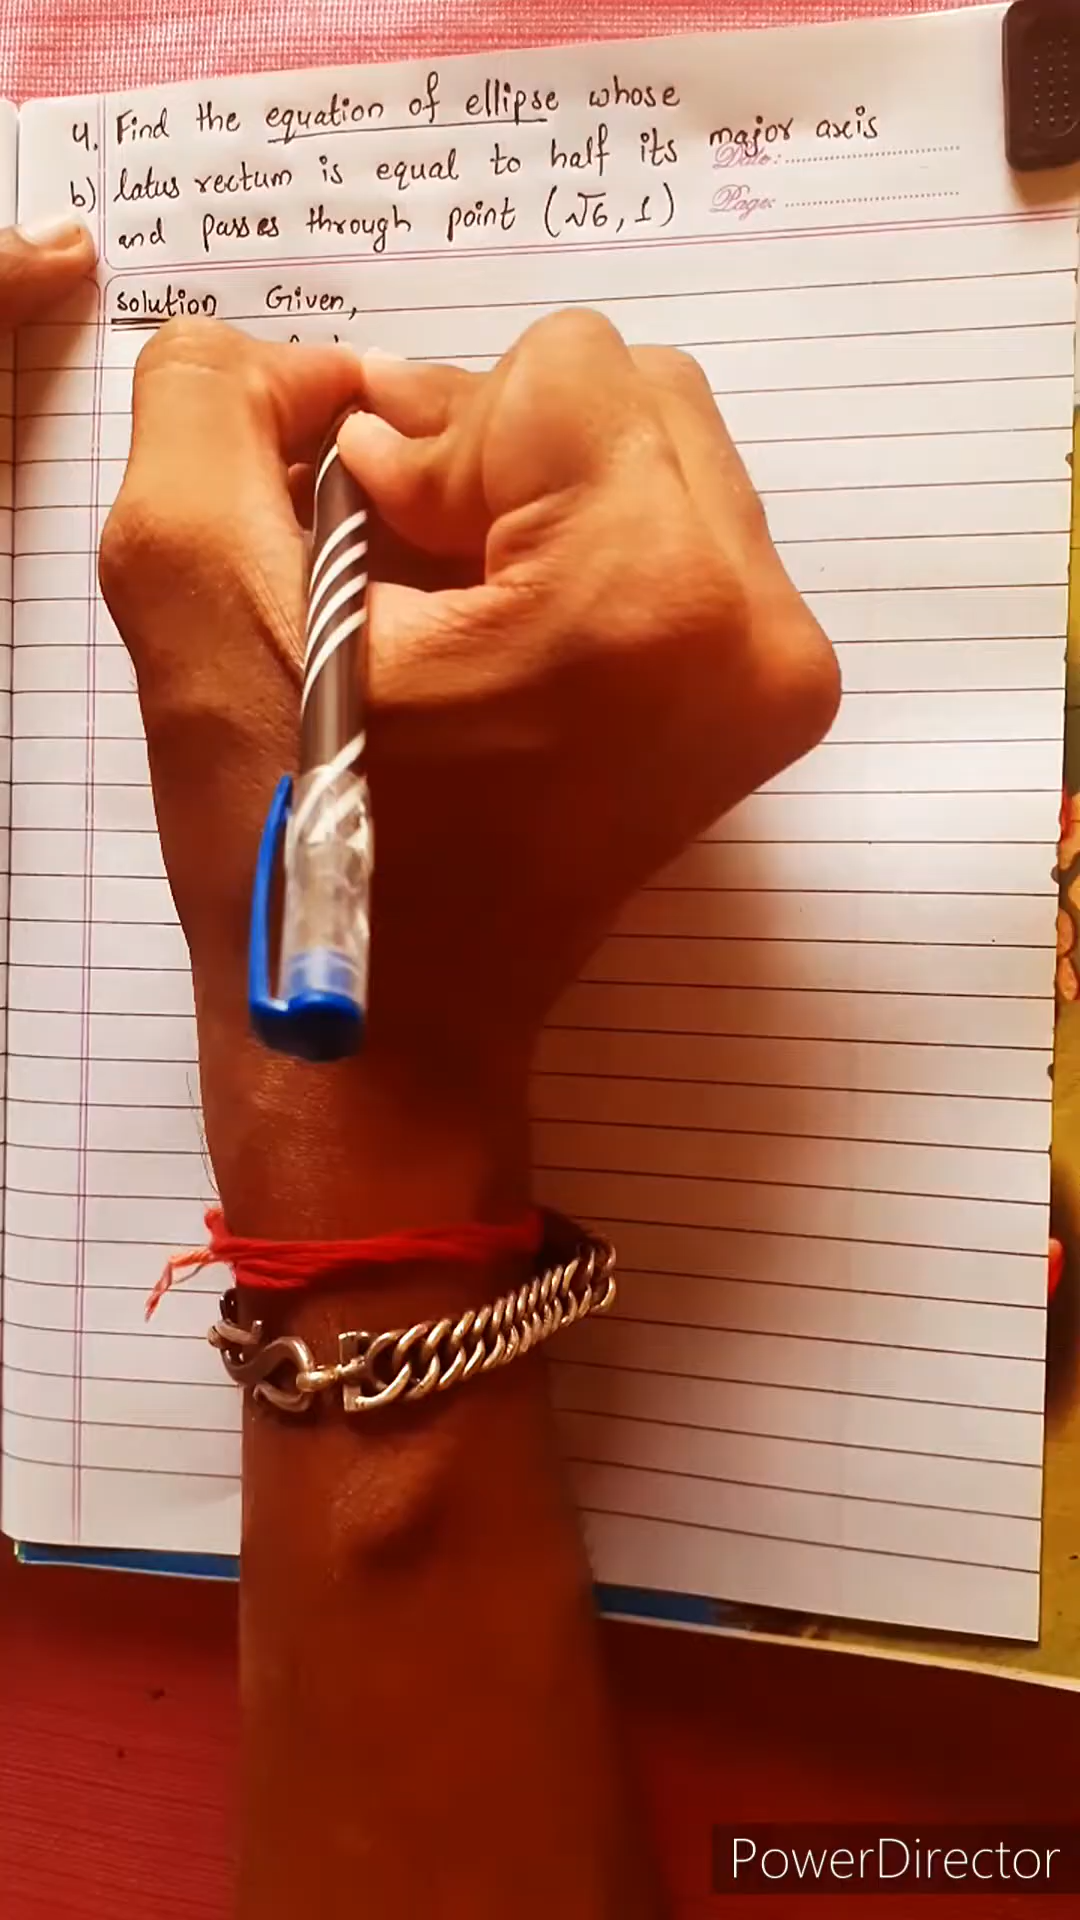 4. Find the equation of ellipse whose
b) latus rectum is equal to half its major axis
and passes through point (√6, 1)
Date:
Page:
solution Given,
PowerDirector